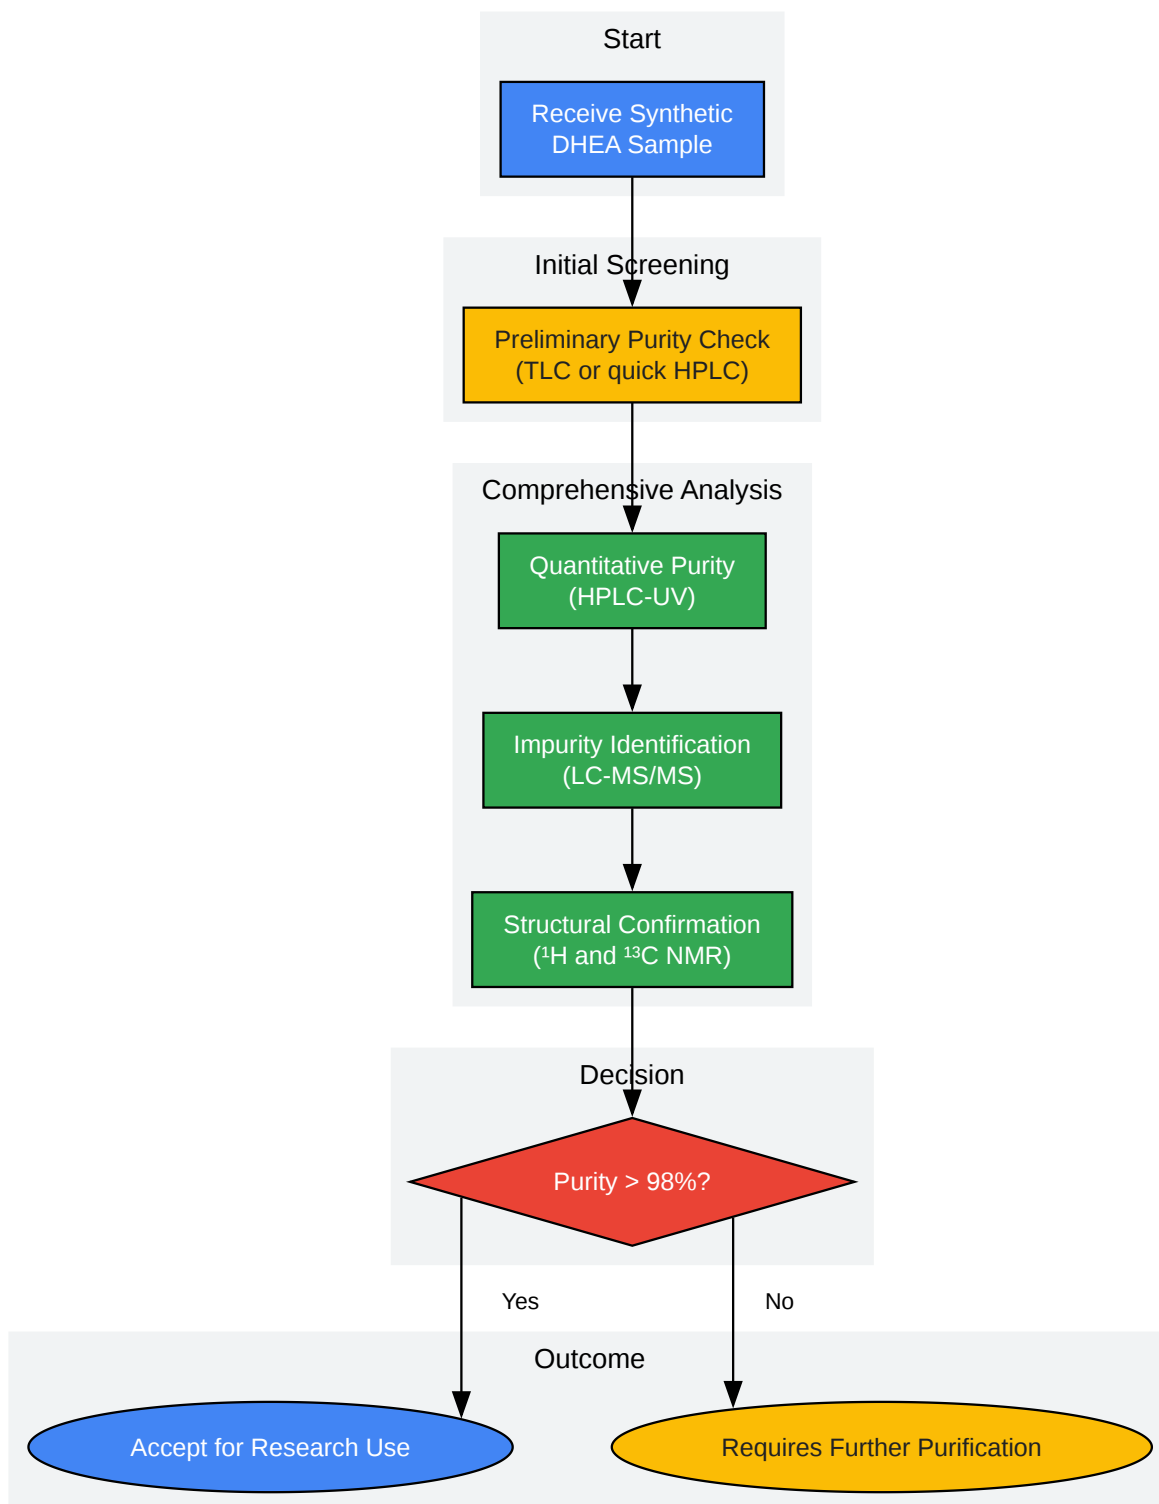 Start
Receive Synthetic
DHEA Sample
Initial Screening
Preliminary Purity Check
(TLC or quick HPLC)
Comprehensive Analysis
Quantitative Purity
(HPLC-UV)
Impurity Identification
(LC-MS/MS)
Structural Confirmation
(¹H and ¹³C NMR)
Decision
Purity > 98%?
Yes
No
Outcome
Accept for Research Use
Requires Further Purification